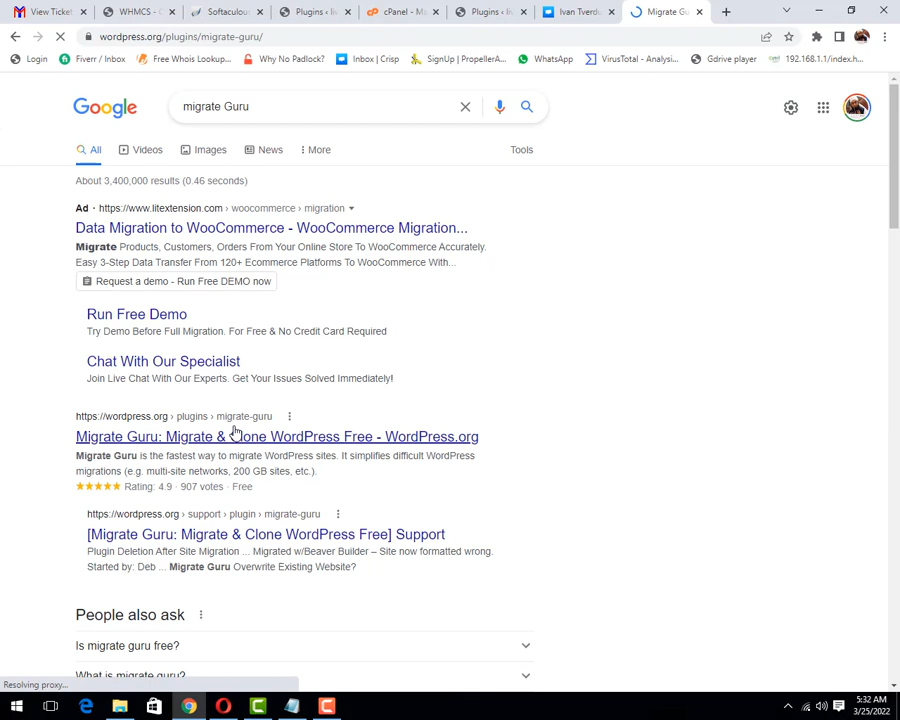 View Ticket
WHMCS - C
Softaculous
Plugins ‹ liv
cPanel - Ma
Plugins ‹ liv
Ivan Tverdu
Migrate Gu
wordpress.org/plugins/migrate-guru/
Login
Fiverr / Inbox
Free Whois Lookup...
Why No Padlock?
Inbox | Crisp
SignUp | PropellerA...
WhatsApp
VirusTotal - Analysi...
Gdrive player
192.168.1.1/index.h...
Google
migrate Guru
All
Videos
Images
News
More
Tools
About 3,400,000 results (0.46 seconds)
Ad · https://www.litextension.com › woocommerce › migration
Data Migration to WooCommerce - WooCommerce Migration...
Migrate Products, Customers, Orders From Your Online Store To WooCommerce Accurately.
Easy 3-Step Data Transfer From 120+ Ecommerce Platforms To WooCommerce With...
Request a demo - Run Free DEMO now
Run Free Demo
Try Demo Before Full Migration. For Free & No Credit Card Required
Chat With Our Specialist
Join Live Chat With Our Experts. Get Your Issues Solved Immediately!
https://wordpress.org › plugins › migrate-guru
Migrate Guru: Migrate & Clone WordPress Free - WordPress.org
Migrate Guru is the fastest way to migrate WordPress sites. It simplifies difficult WordPress
migrations (e.g. multi-site networks, 200 GB sites, etc.).
Rating: 4.9 · 907 votes · Free
https://wordpress.org › support › plugin › migrate-guru
[Migrate Guru: Migrate & Clone WordPress Free] Support
Plugin Deletion After Site Migration ... Migrated w/Beaver Builder – Site now formatted wrong.
Started by: Deb ... Migrate Guru Overwrite Existing Website?
People also ask
Is migrate guru free?
What is migrate guru?
Resolving proxy...
5:32 AM
3/25/2022